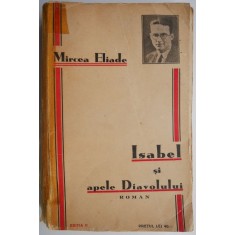 Mircea Eliade
Isabel
și
apele Diavolului
ROMAN